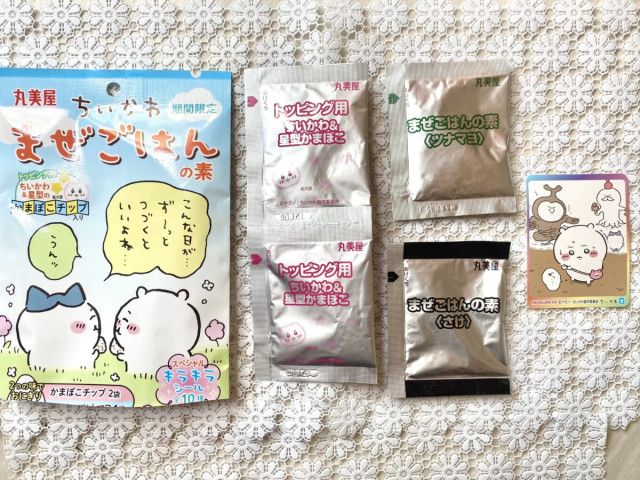 丸美屋
ちいかわ
期間限定
まぜごはん
の素
トッピング用
ちいかわ&
星型の
かまぼこチップ
入り
こんな日が…
ず〜っと
つづくと
いいよね…
うんッ
スペシャル
キラキラ
シール
全10種
2つの味で
おにぎり
かまぼこチップ 2袋
丸美屋
トッピング用
ちいかわ&
星型かまぼこ
丸美屋
トッピング用
ちいかわ&
星型かまぼこ
丸美屋
まぜごはんの素
〈ツナマヨ〉
丸美屋
まぜごはんの素
〈さけ〉